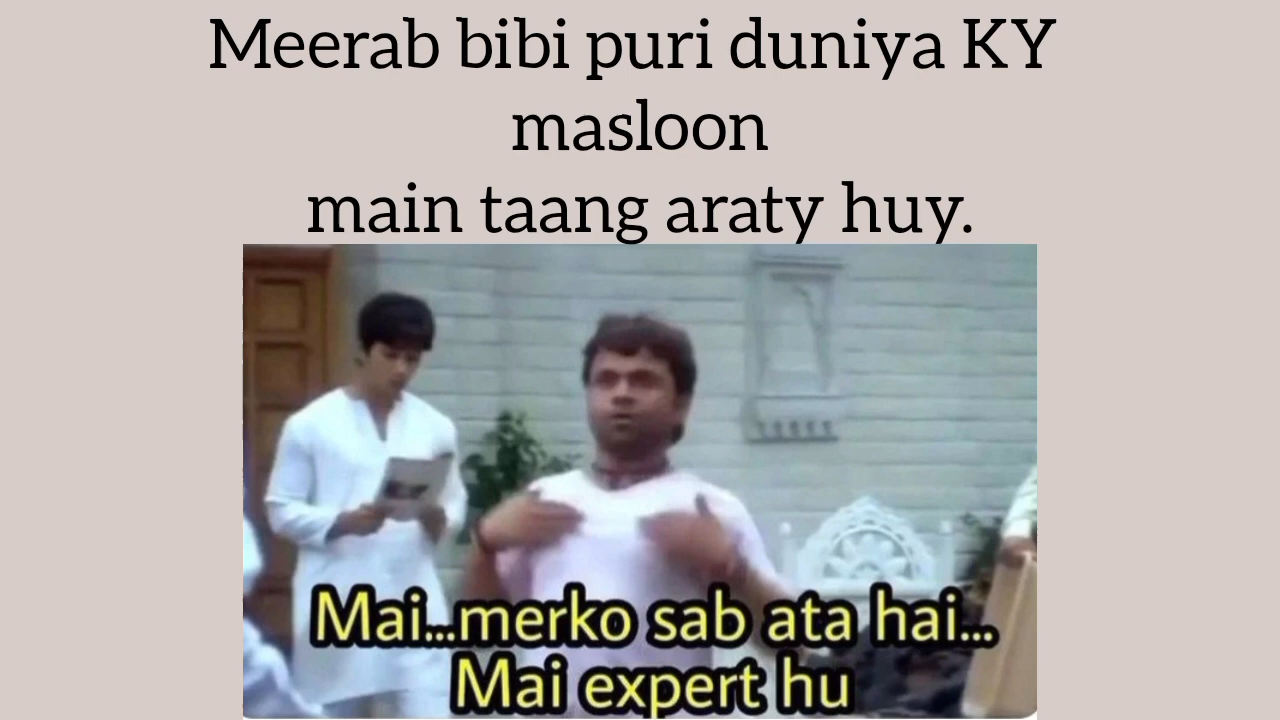 Meerab bibi puri duniya KY
masloon
main taang araty huy.
Mai...merko sab ata hai...
Mai expert hu